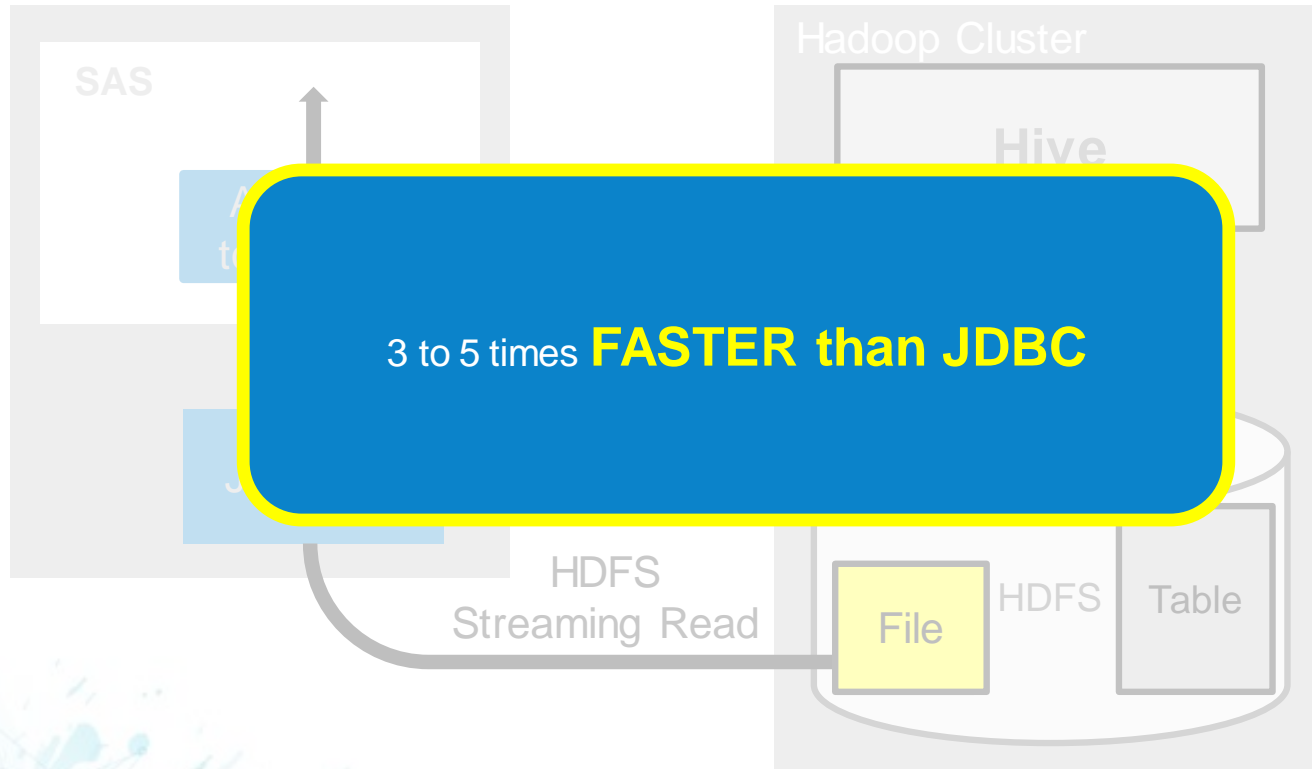 Hadoop Cluster
SAS
Hive
3 to 5 times FASTER than JDBC
HDFS
Streaming Read
File
HDFS
Table